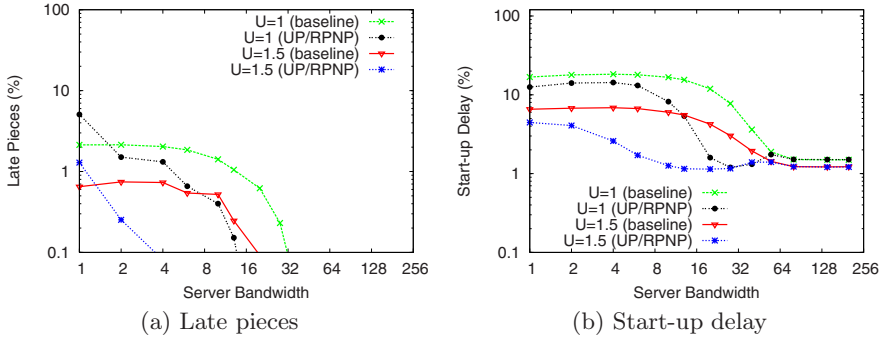 100
10
1
0.1
Late Pieces (%)
U=1 (baseline)
U=1 (UP/RPNP)
U=1.5 (baseline)
U=1.5 (UP/RPNP)
1 2 4 8 16 32 64 128 256
Server Bandwidth
(a) Late pieces
100
10
1
0.1
Start-up Delay (%)
U=1 (baseline)
U=1 (UP/RPNP)
U=1.5 (baseline)
U=1.5 (UP/RPNP)
1 2 4 8 16 32 64 128 256
Server Bandwidth
(b) Start-up delay